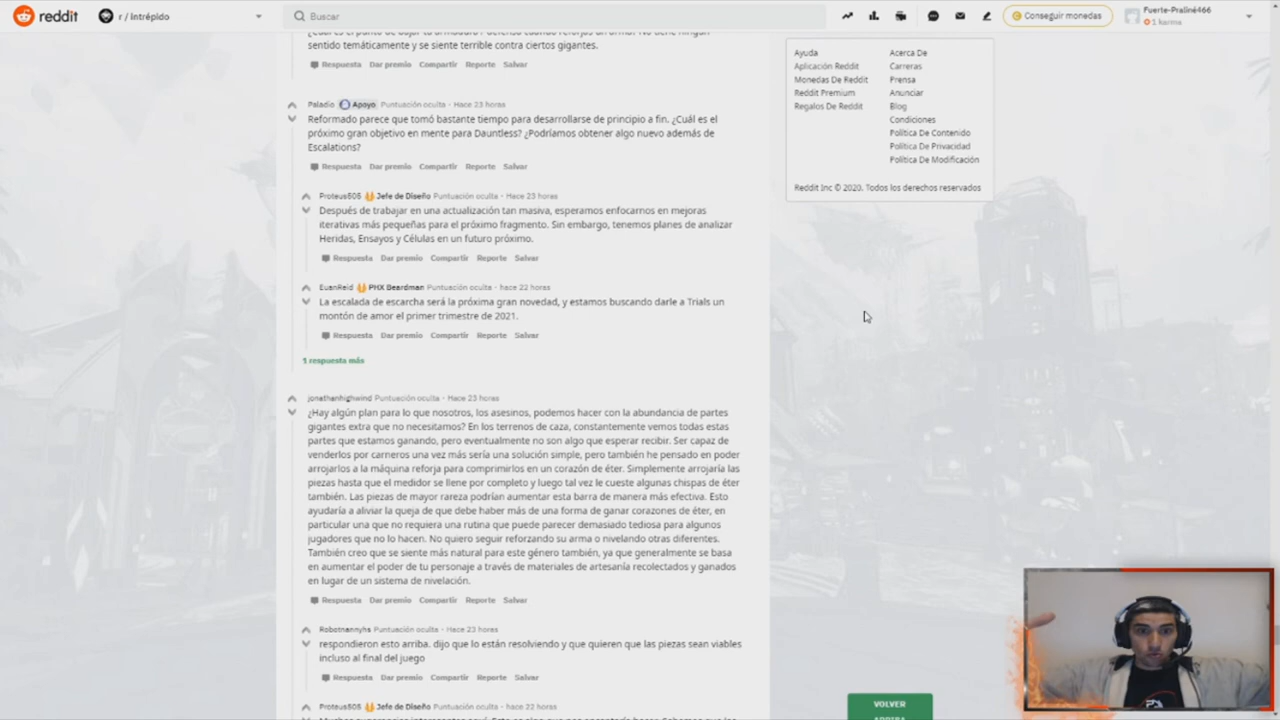 reddit
r / Intrépido
Buscar
Conseguir monedas
Fuerte-Praliné466
1 karma
sentido temáticamente y se siente terrible contra ciertos gigantes.
Respuesta Dar premio Compartir Reporte Salvar
Paladio Apoyo Puntuación oculta · Hace 23 horas
Reformado parece que tomó bastante tiempo para desarrollarse de principio a fin. ¿Cuál es el
próximo gran objetivo en mente para Dauntless? ¿Podríamos obtener algo nuevo además de
Escalations?
Respuesta Dar premio Compartir Reporte Salvar
Proteus505 Jefe de Diseño Puntuación oculta · Hace 23 horas
Después de trabajar en una actualización tan masiva, esperamos enfocarnos en mejoras
iterativas más pequeñas para el próximo fragmento. Sin embargo, tenemos planes de analizar
Heridas, Ensayos y Células en un futuro próximo.
Respuesta Dar premio Compartir Reporte Salvar
EuanReid PHX Beardman Puntuación oculta · hace 22 horas
La escalada de escarcha será la próxima gran novedad, y estamos buscando darle a Trials un
montón de amor el primer trimestre de 2021.
Respuesta Dar premio Compartir Reporte Salvar
1 respuesta más
jonathanhighwind Puntuación oculta · Hace 23 horas
¿Hay algún plan para lo que nosotros, los asesinos, podemos hacer con la abundancia de partes
gigantes extra que no necesitamos? En los terrenos de caza, constantemente vemos todas estas
partes que estamos ganando, pero eventualmente no son algo que esperar recibir. Ser capaz de
venderlos por carneros una vez más sería una solución simple, pero también he pensado en poder
arrojarlos a la máquina reforja para comprimirlos en un corazón de éter. Simplemente arrojaría las
piezas hasta que el medidor se llene por completo y luego tal vez le cueste algunas chispas de éter
también. Las piezas de mayor rareza podrían aumentar esta barra de manera más efectiva. Esto
ayudaría a aliviar la queja de que debe haber más de una forma de ganar corazones de éter, en
particular una que no requiera una rutina que puede parecer demasiado tediosa para algunos
jugadores que no lo hacen. No quiero seguir reforzando su arma o nivelando otras diferentes.
También creo que se siente más natural para este género también, ya que generalmente se basa
en aumentar el poder de tu personaje a través de materiales de artesanía recolectados y ganados
en lugar de un sistema de nivelación.
Respuesta Dar premio Compartir Reporte Salvar
Robotnannyhs Puntuación oculta · Hace 23 horas
respondieron esto arriba. dijo que lo están resolviendo y que quieren que las piezas sean viables
incluso al final del juego
Respuesta Dar premio Compartir Reporte Salvar
Proteus505 Jefe de Diseño Puntuación oculta · hace 22 horas
Ayuda Acerca De
Aplicación Reddit Carreras
Monedas De Reddit Prensa
Reddit Premium Anunciar
Regalos De Reddit Blog
Condiciones
Política De Contenido
Política De Privacidad
Política De Modificación
Reddit Inc © 2020. Todos los derechos reservados
VOLVER
ARRIBA